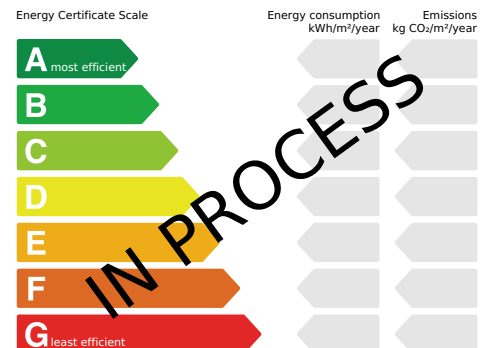 Energy Certificate Scale
Energy consumption
kWh/m²/year
Emissions
kg CO₂/m²/year
A most efficient
B
C
D
E
F
G least efficient
IN PROCESS